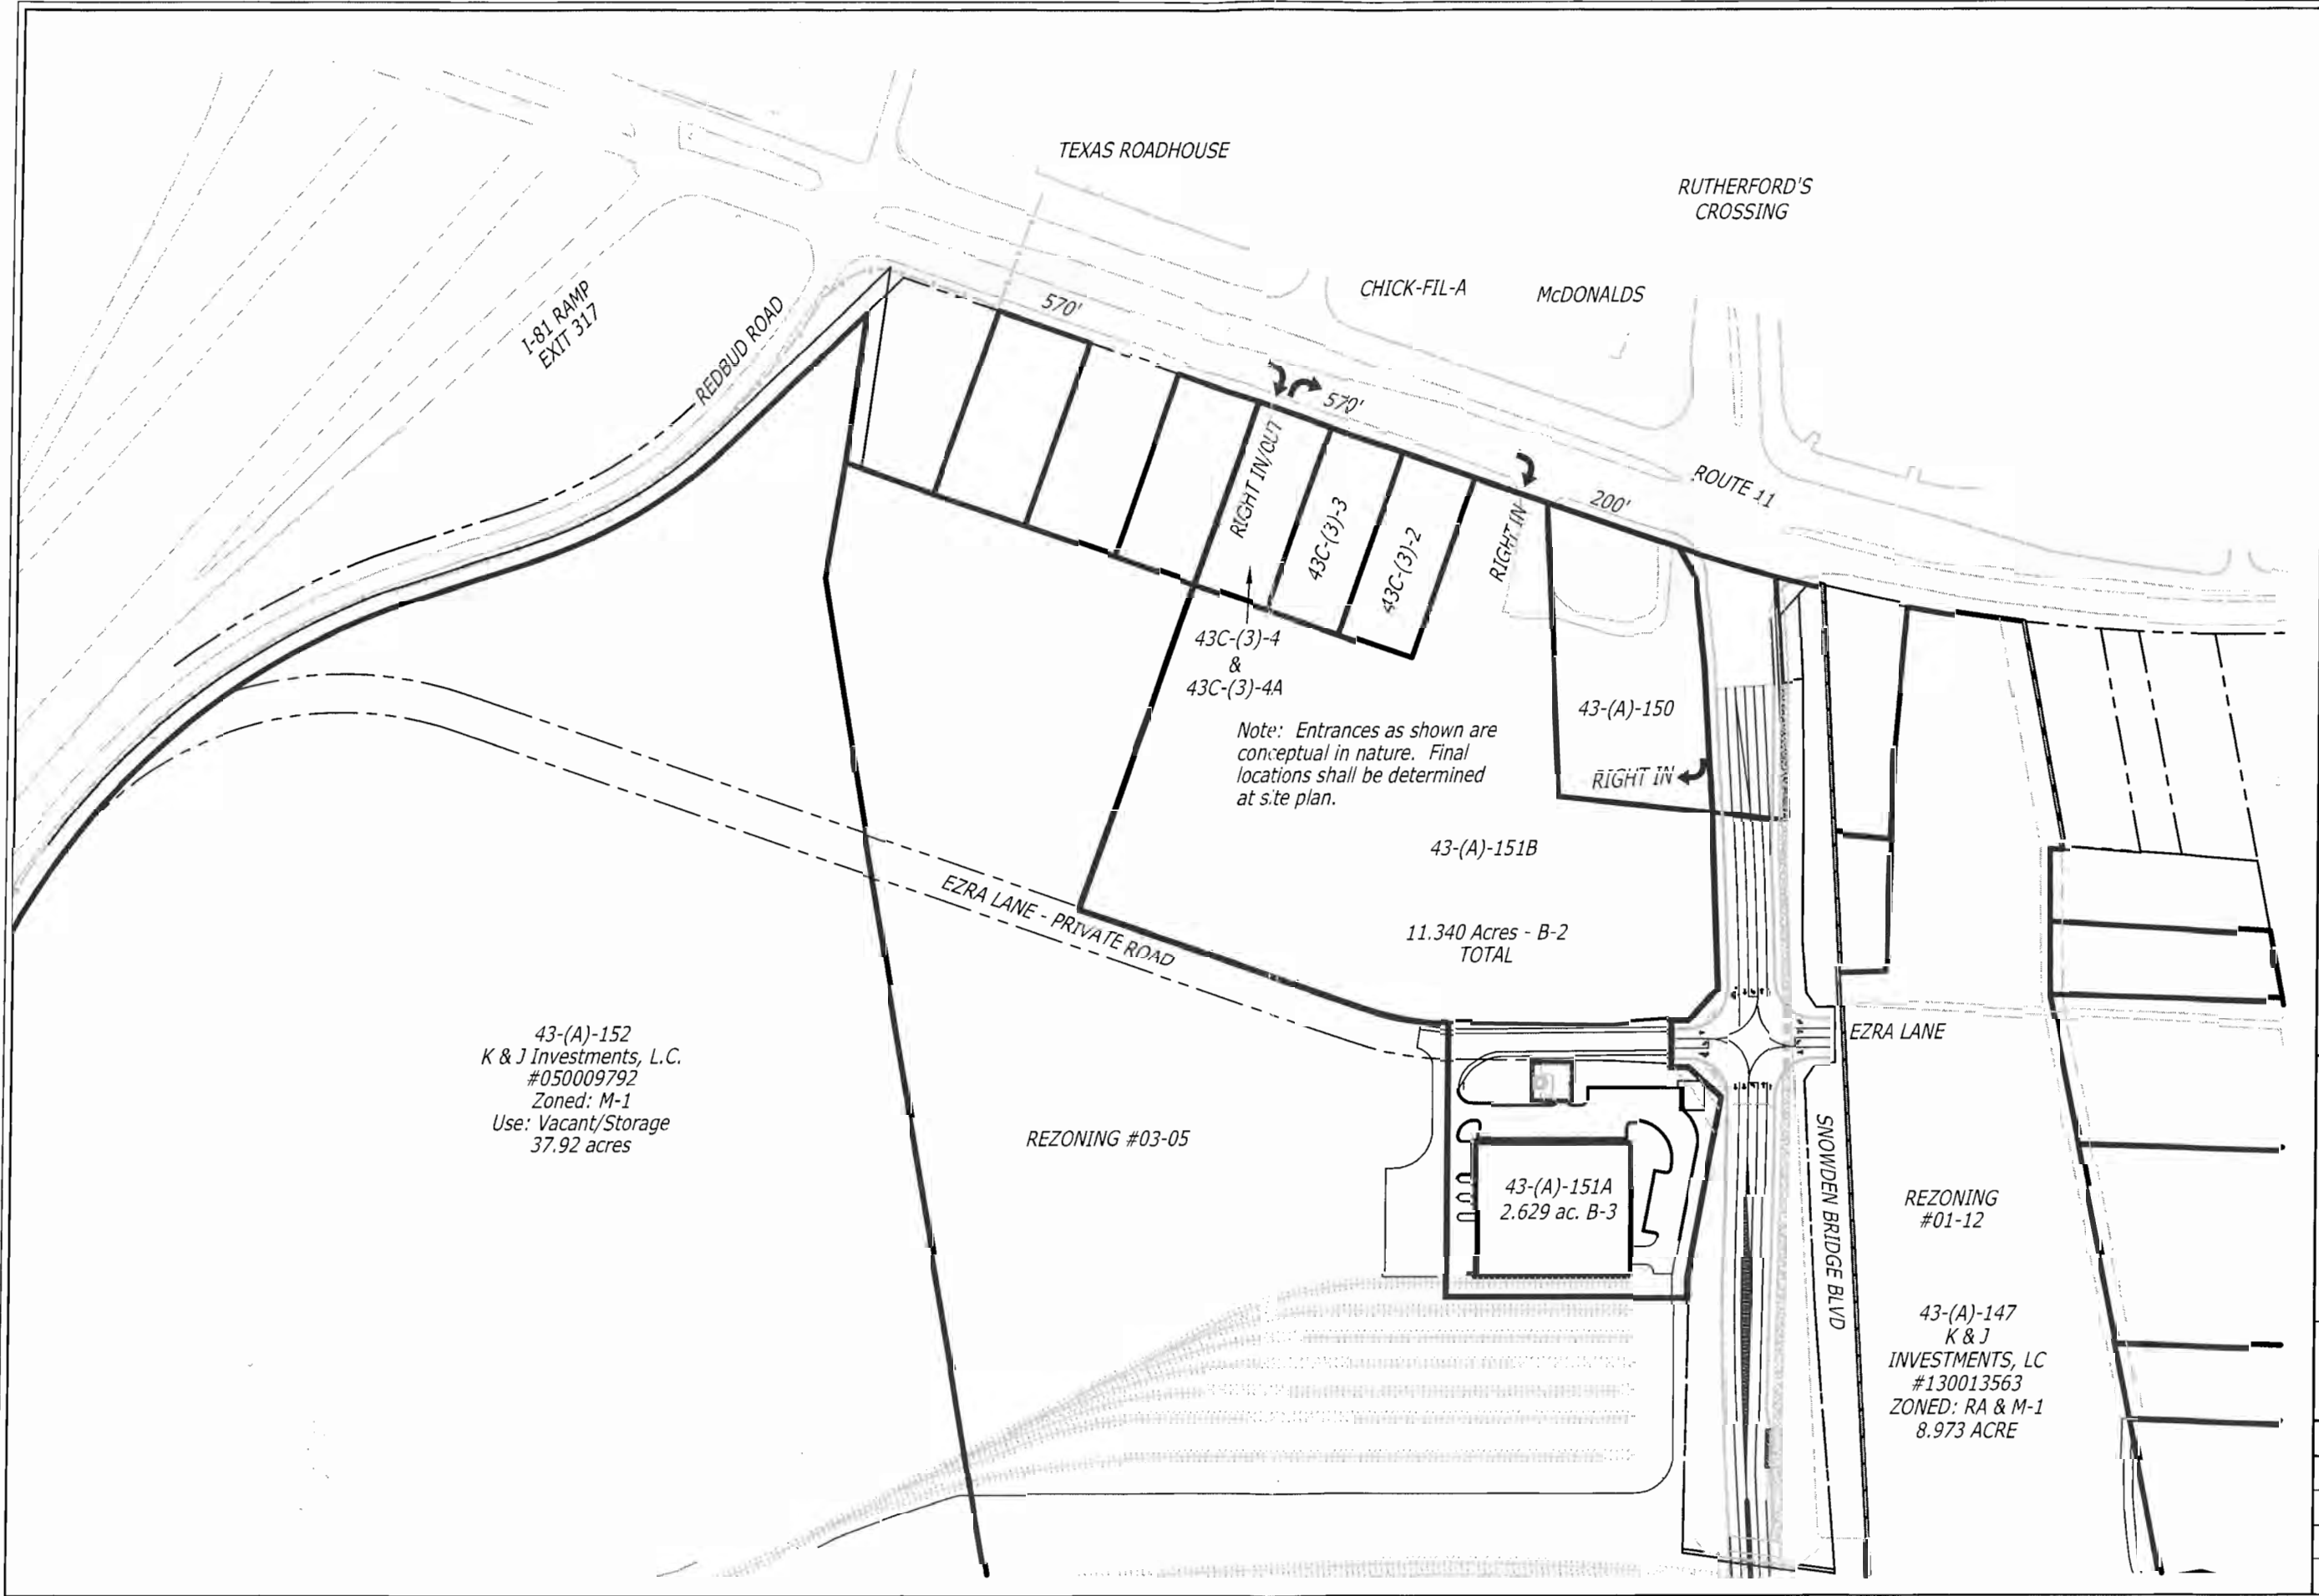 TEXAS ROADHOUSE
RUTHERFORD'S
CROSSING
CHICK-FIL-A
McDONALDS
I-81 RAMP
EXIT 317
REDBUD ROAD
570'
570'
200'
ROUTE 11
RIGHT IN/OUT
43C-(3)-3
43C-(3)-2
RIGHT IN
43C-(3)-4
&
43C-(3)-4A
43-(A)-150
RIGHT IN
Note: Entrances as shown are
conceptual in nature. Final
locations shall be determined
at site plan.
43-(A)-151B
11.340 Acres - B-2
TOTAL
EZRA LANE - PRIVATE ROAD
EZRA LANE
43-(A)-152
K & J Investments, L.C.
#050009792
Zoned: M-1
Use: Vacant/Storage
37.92 acres
REZONING #03-05
43-(A)-151A
2.629 ac. B-3
SNOWDEN BRIDGE BLVD
REZONING
#01-12
43-(A)-147
K & J
INVESTMENTS, LC
#130013563
ZONED: RA & M-1
8.973 ACRE